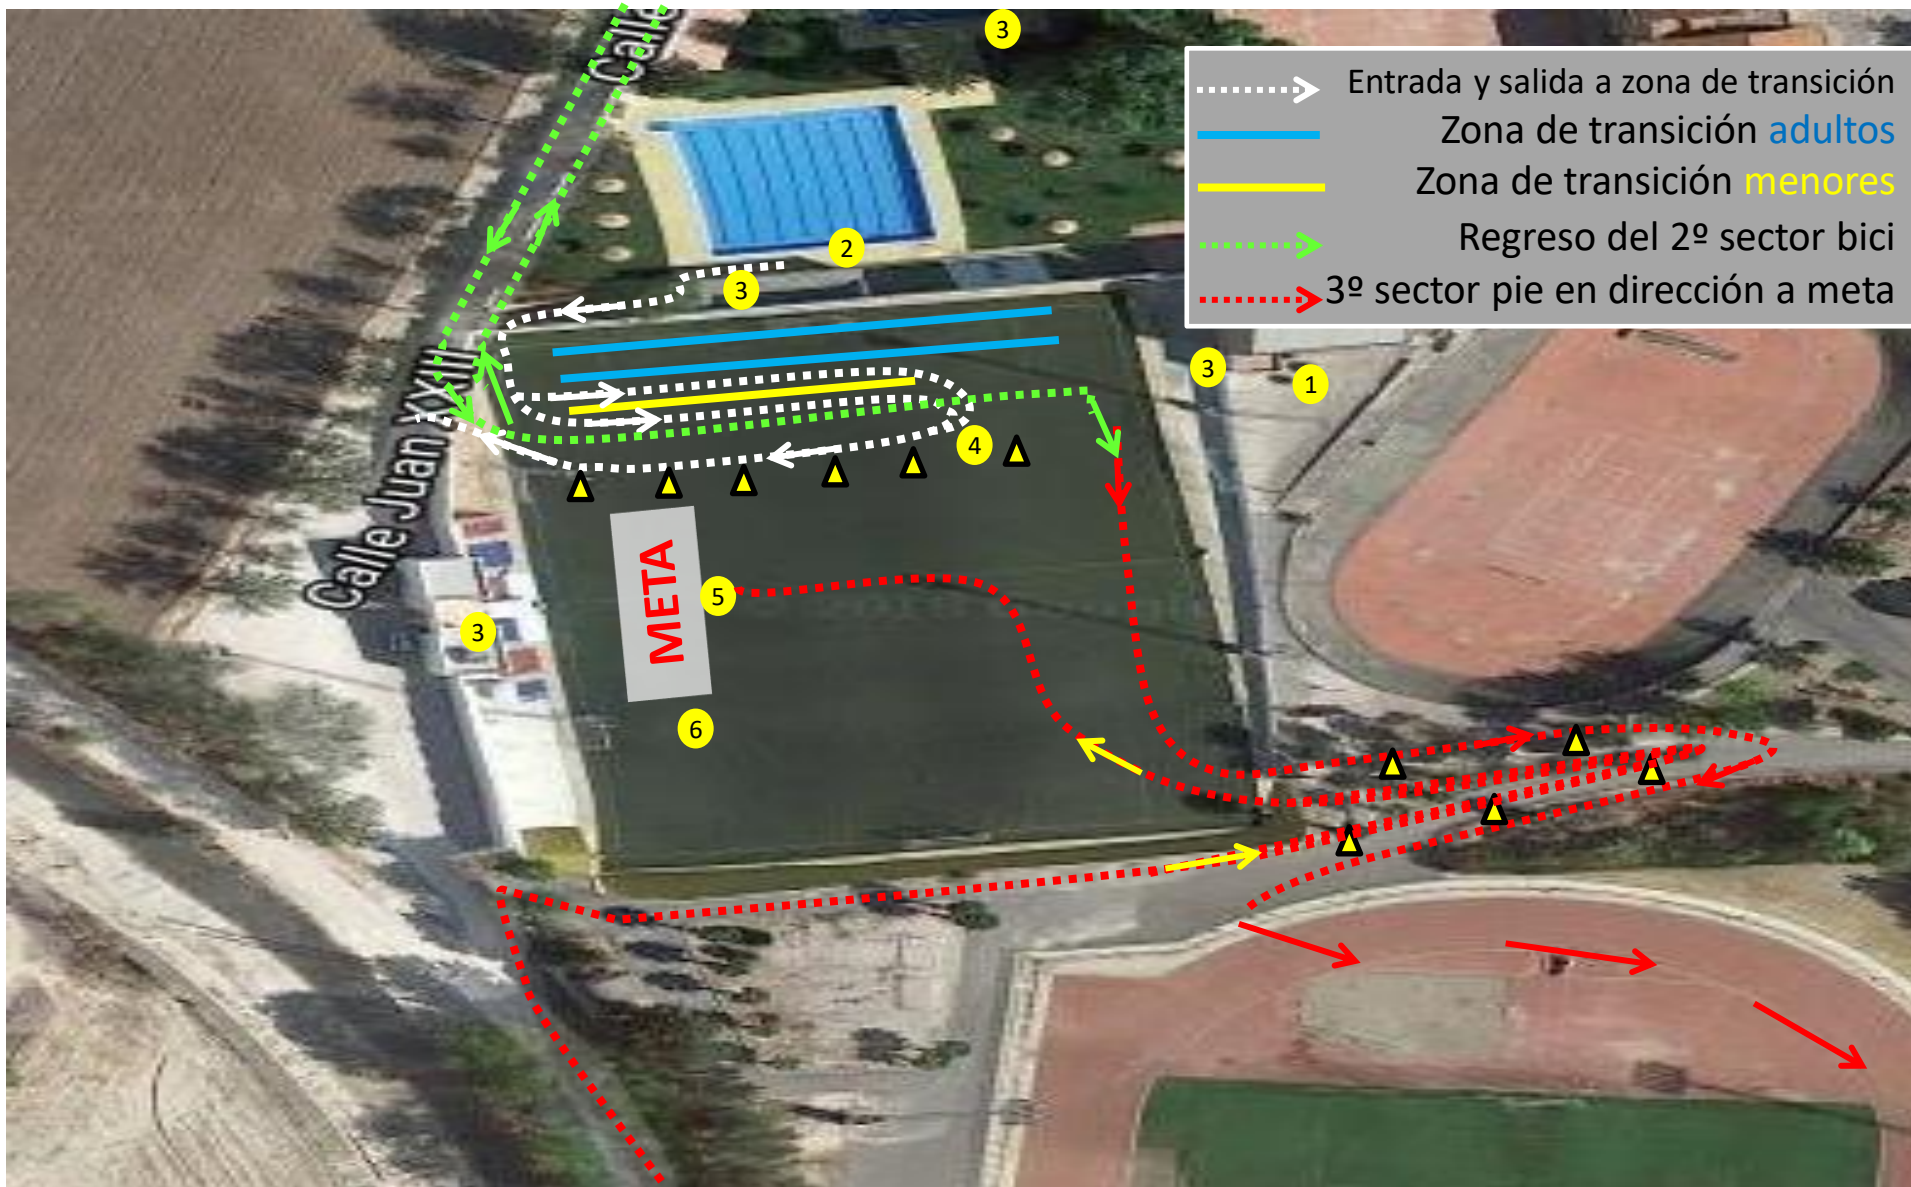 Calle
3
Entrada y salida a zona de transición
Zona de transición adultos
Zona de transición menores
Regreso del 2º sector bici
3º sector pie en dirección a meta
2
3
3
1
Calle Juan XXIII
4
META
5
3
6